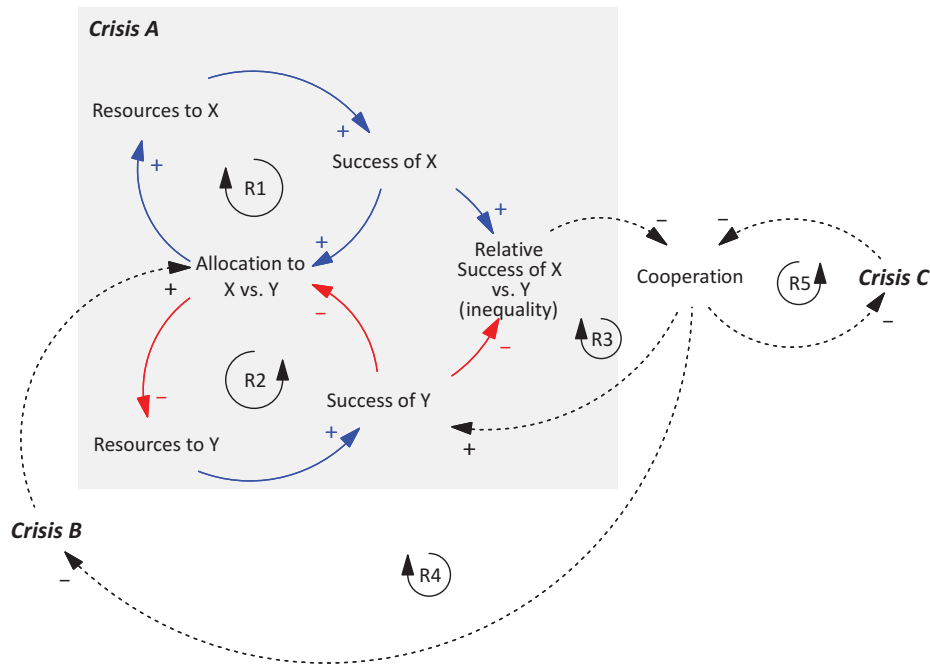 Crisis A
Resources to X
+
+
Success of X
R1
+
+
+
Allocation to
X vs. Y
+
Relative
Success of X
vs. Y
(inequality)
–
–
Cooperation
R5
Crisis C
–
–
–
R3
R2
–
Success of Y
+
+
Resources to Y
Crisis B
–
R4